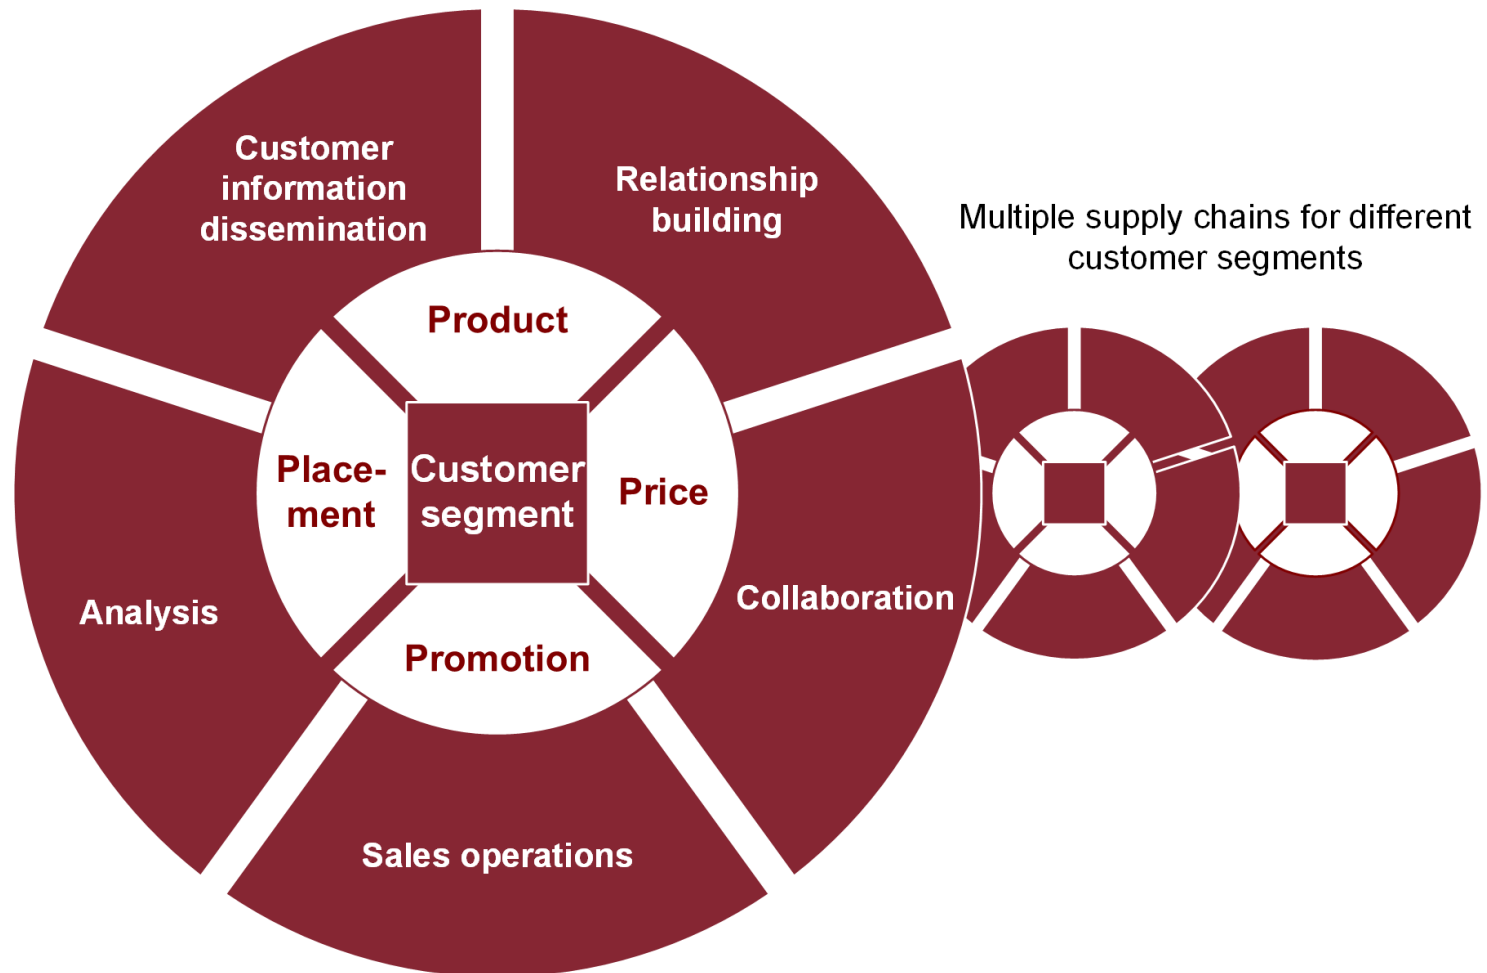 Customer
information
dissemination
Relationship
building
Multiple supply chains for different
customer segments
Product
Place-
ment
Customer
segment
Price
Analysis
Collaboration
Promotion
Sales operations